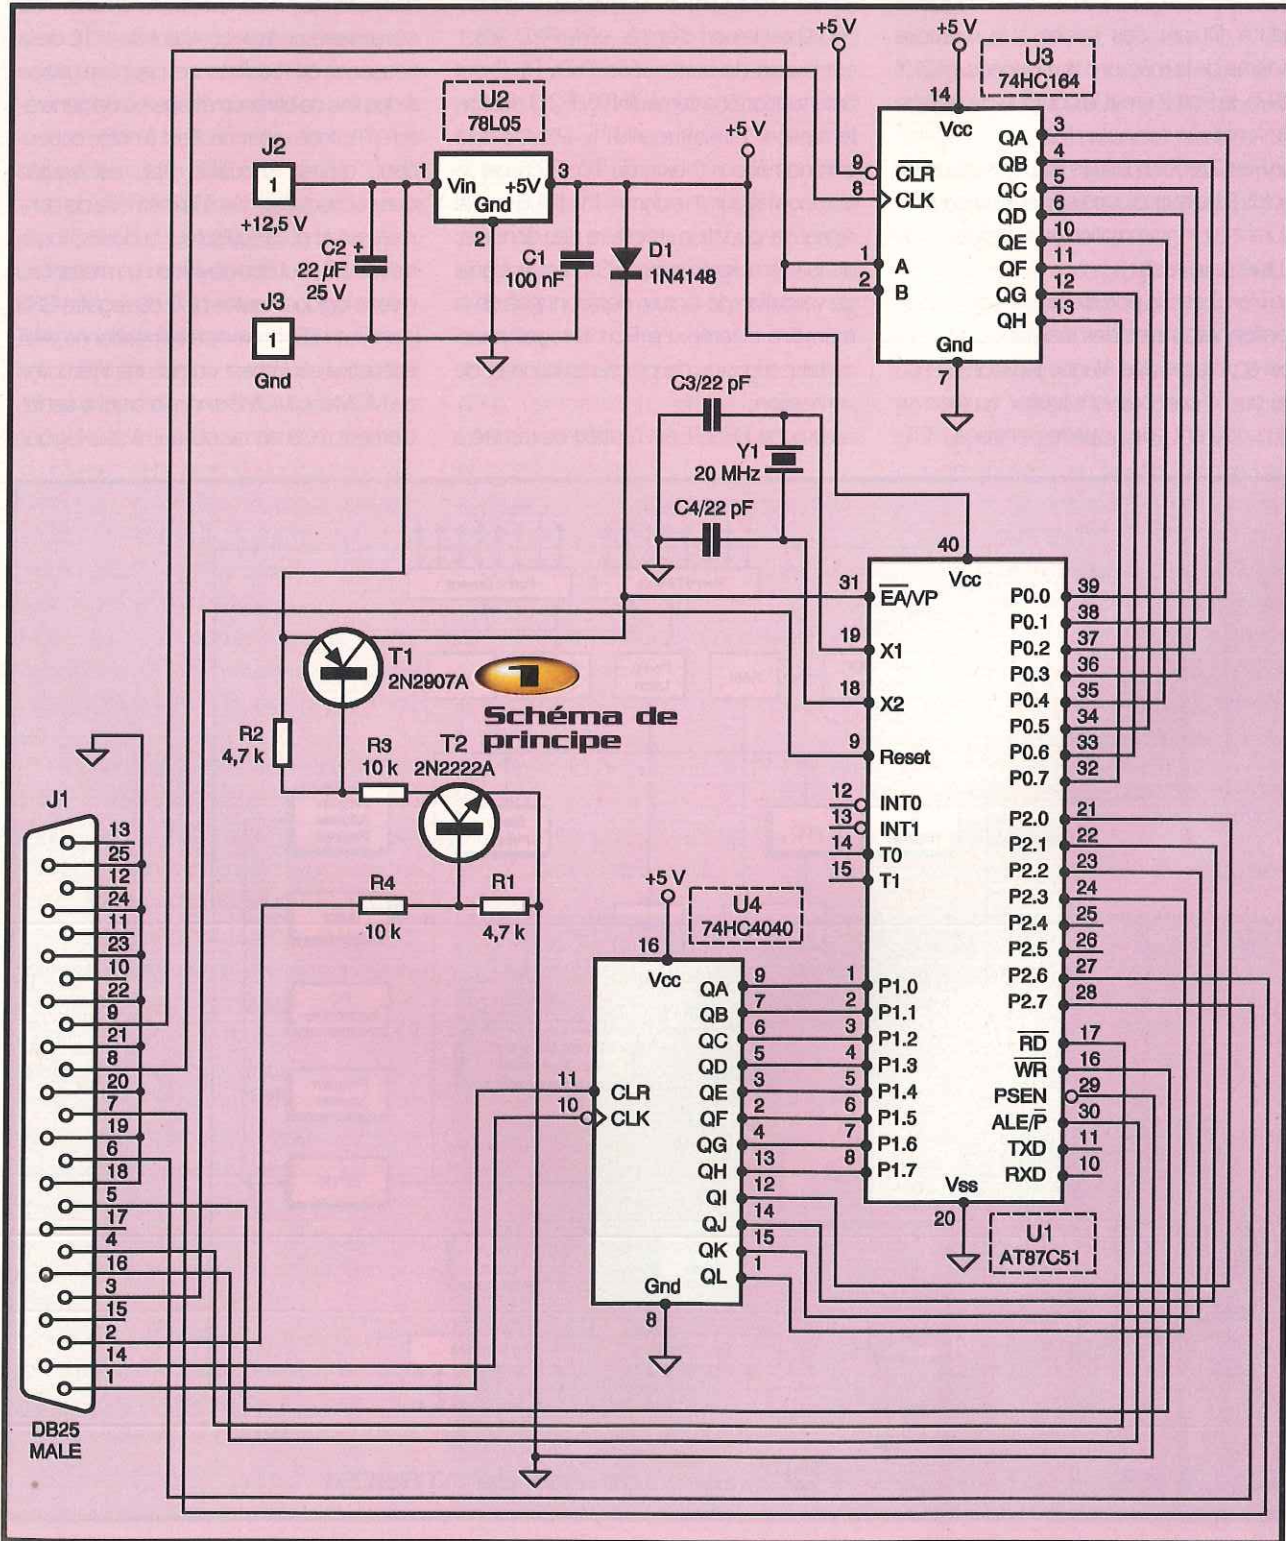 +5 V
+5 V
U3
74HC164
U2
78L05
+5 V
14
Vcc
QA 3
QB 4
QC 5
QD 6
QE 10
QF 11
QG 12
QH 13
9 CLR
8 CLK
1 A
2 B
Gnd
7
J2
1
+12,5 V
1 Vin +5V 3
Gnd
2
C2 +
22 µF
25 V
C1
100 nF
D1
1N4148
J3
1
Gnd
C3/22 pF
Y1
20 MHz
C4/22 pF
40
Vcc
31 EA/VP
19 X1
18 X2
9 Reset
12 INT0
13 INT1
14 T0
15 T1
P0.0 39
P0.1 38
P0.2 37
P0.3 36
P0.4 35
P0.5 34
P0.6 33
P0.7 32
P2.0 21
P2.1 22
P2.2 23
P2.3 24
P2.4 25
P2.5 26
P2.6 27
P2.7 28
RD 17
WR 16
PSEN 29
ALE/P 30
TXD 11
RXD 10
1 P1.0
2 P1.1
3 P1.2
4 P1.3
5 P1.4
6 P1.5
7 P1.6
8 P1.7
Vss
20
U1
AT87C51
T1
2N2907A
1
Schéma de
principe
R2
4,7 k
R3
10 k
T2
2N2222A
R4
10 k
R1
4,7 k
+5 V
U4
74HC4040
16
Vcc
QA 9
QB 7
QC 6
QD 5
QE 3
QF 2
QG 4
QH 13
QI 12
QJ 14
QK 15
QL 1
11 CLR
10 CLK
Gnd
8
J1
13
25
12
24
11
23
10
22
9
21
8
20
7
19
6
18
5
17
4
16
3
15
2
14
1
DB25
MALE